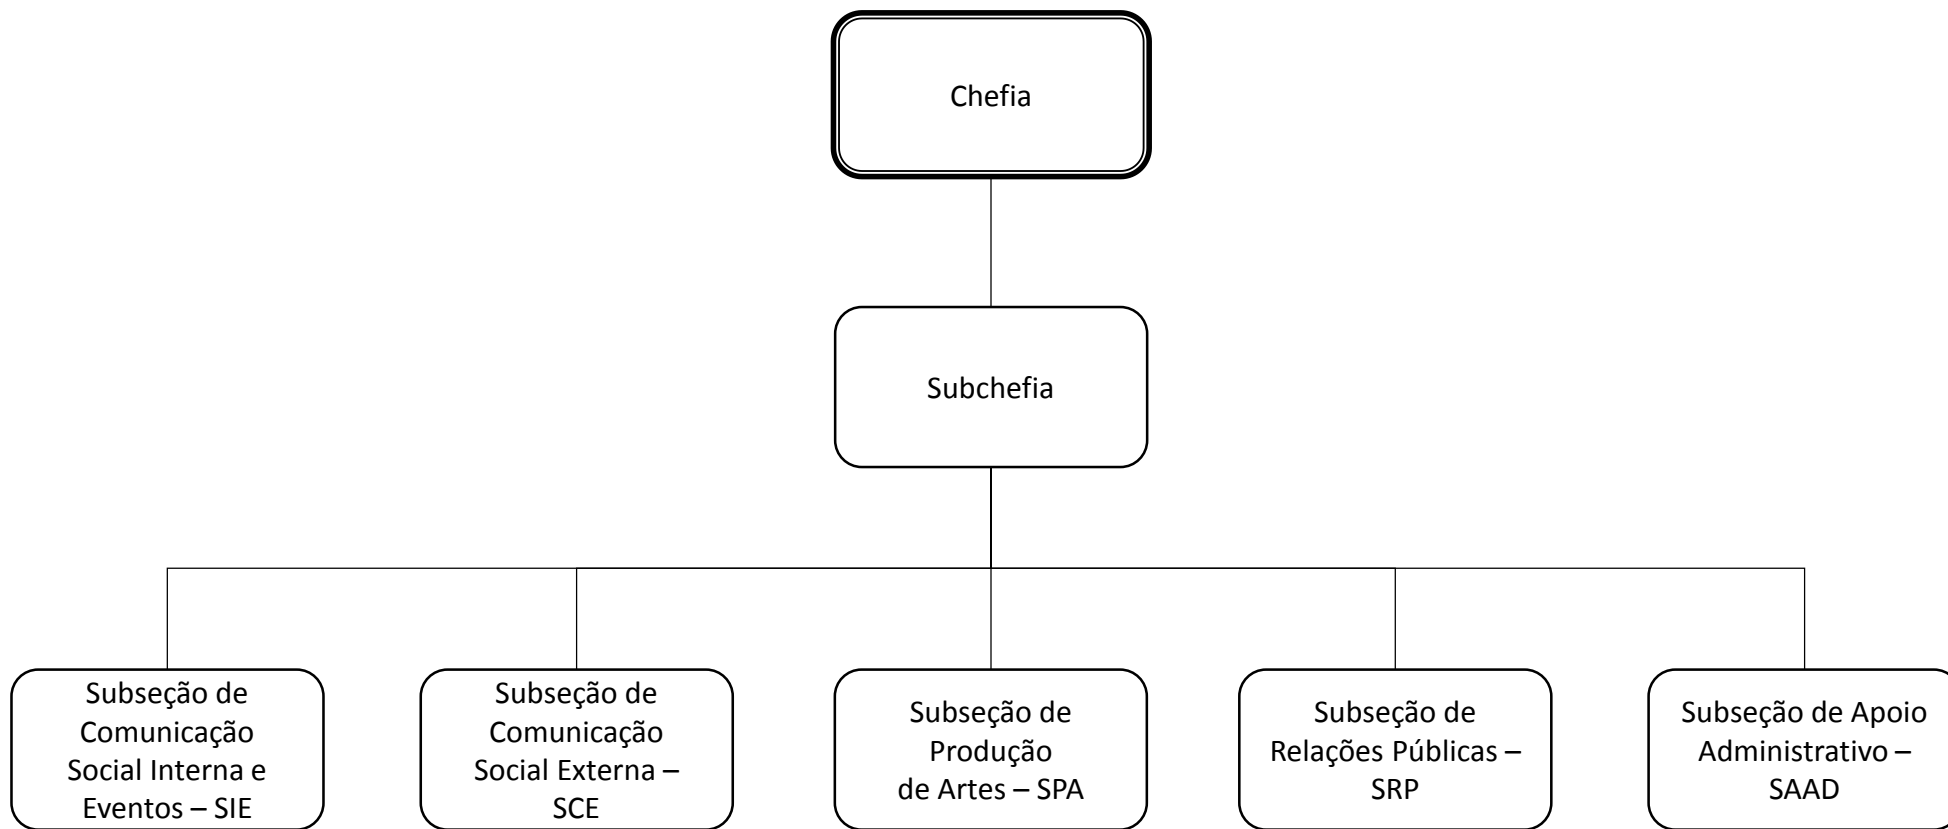 Chefia
Subchefia
Subseção de
Comunicação
Social Interna e
Eventos – SIE
Subseção de
Comunicação
Social Externa –
SCE
Subseção de
Produção
de Artes – SPA
Subseção de
Relações Públicas –
SRP
Subseção de Apoio
Administrativo –
SAAD